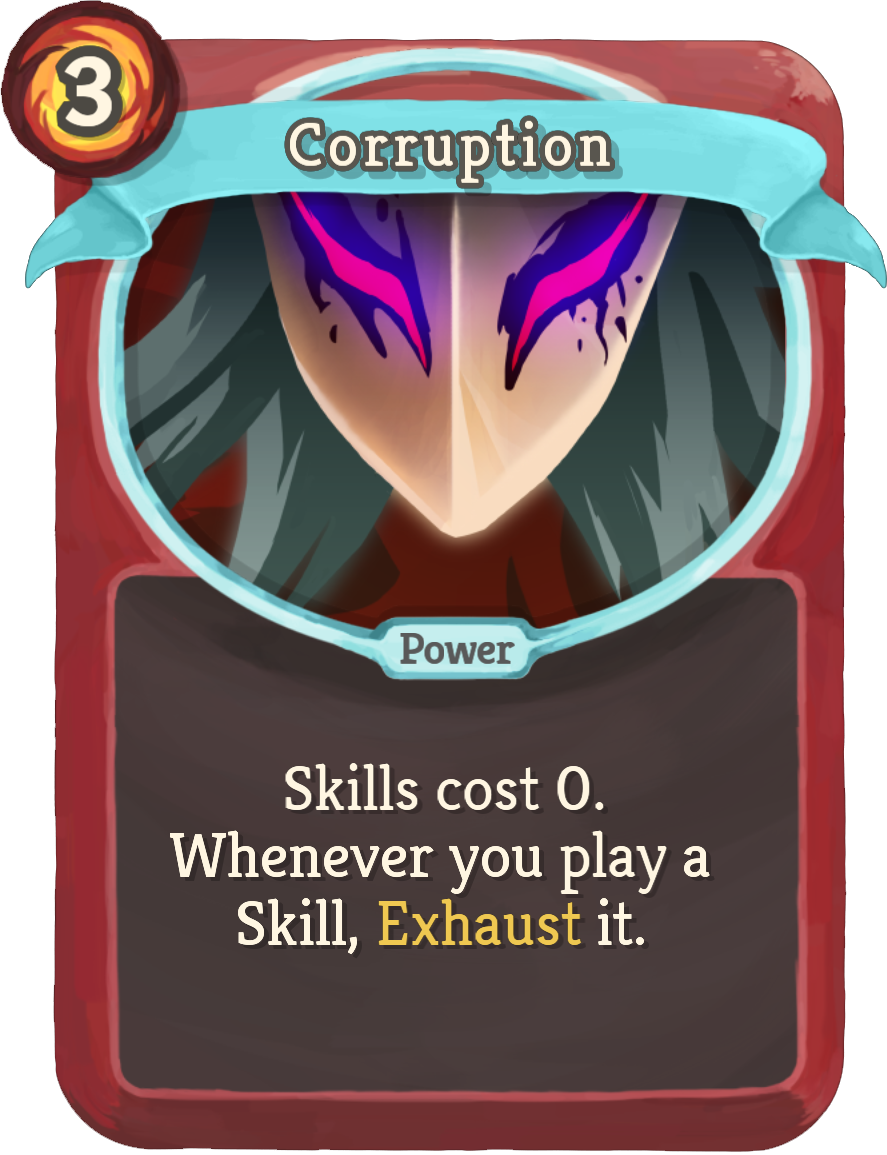 3
Corruption
Power
Skills cost 0.
Whenever you play a
Skill, Exhaust it.